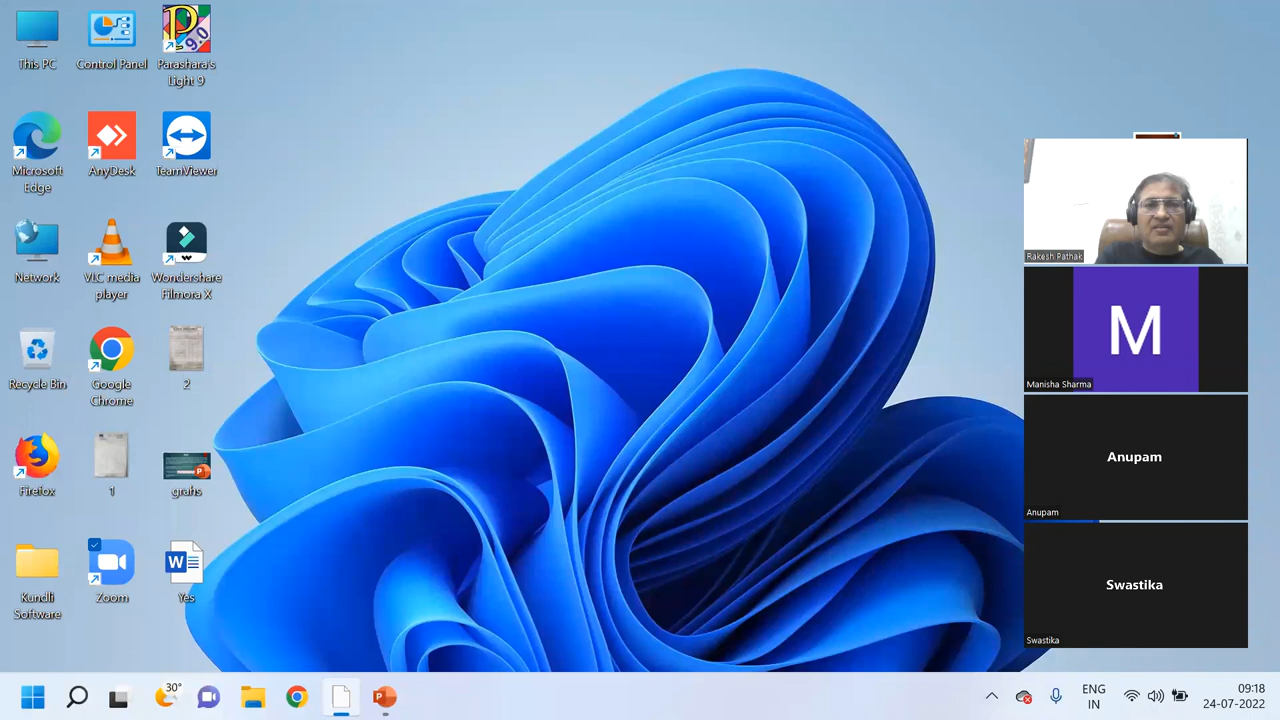 This PC
Control Panel
Parashara's
Light 9
Microsoft
Edge
AnyDesk
TeamViewer
Network
VLC media
player
Wondershare
Filmora X
Recycle Bin
Google
Chrome
2
Firefox
1
grahs
Kundli
Software
Zoom
Yes
P
9.0
W
P
Rakesh Pathak
M
Manisha Sharma
Anupam
Anupam
Swastika
Swastika
30°
P
ENG
IN
09:18
24-07-2022